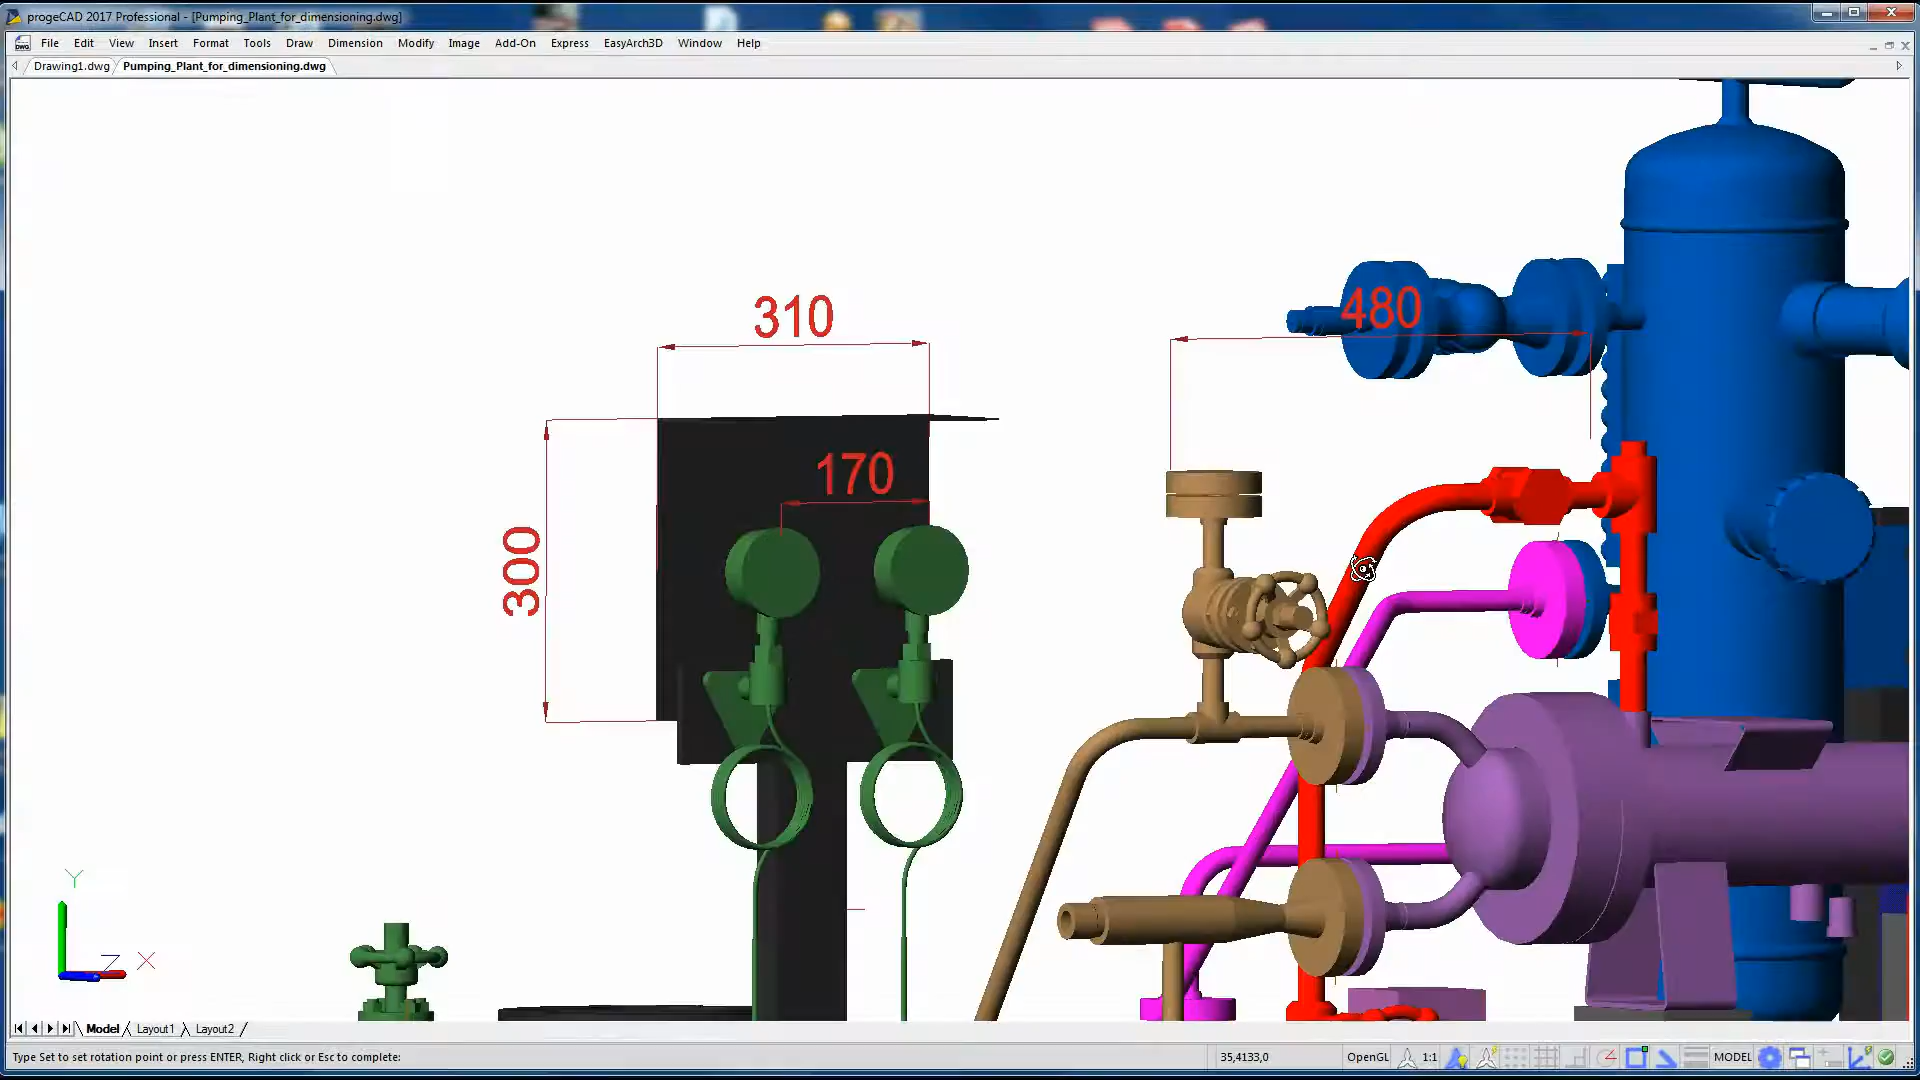 progeCAD 2017 Professional - [Pumping_Plant_for_dimensioning.dwg]
File Edit View Insert Format Tools Draw Dimension Modify Image Add-On Express EasyArch3D Window Help
Drawing1.dwg Pumping_Plant_for_dimensioning.dwg
480
310
170
300
Y
Z X
Model Layout1 Layout2
Type Set to set rotation point or press ENTER, Right click or Esc to complete: 35,4133,0 OpenGL 1:1 MODEL